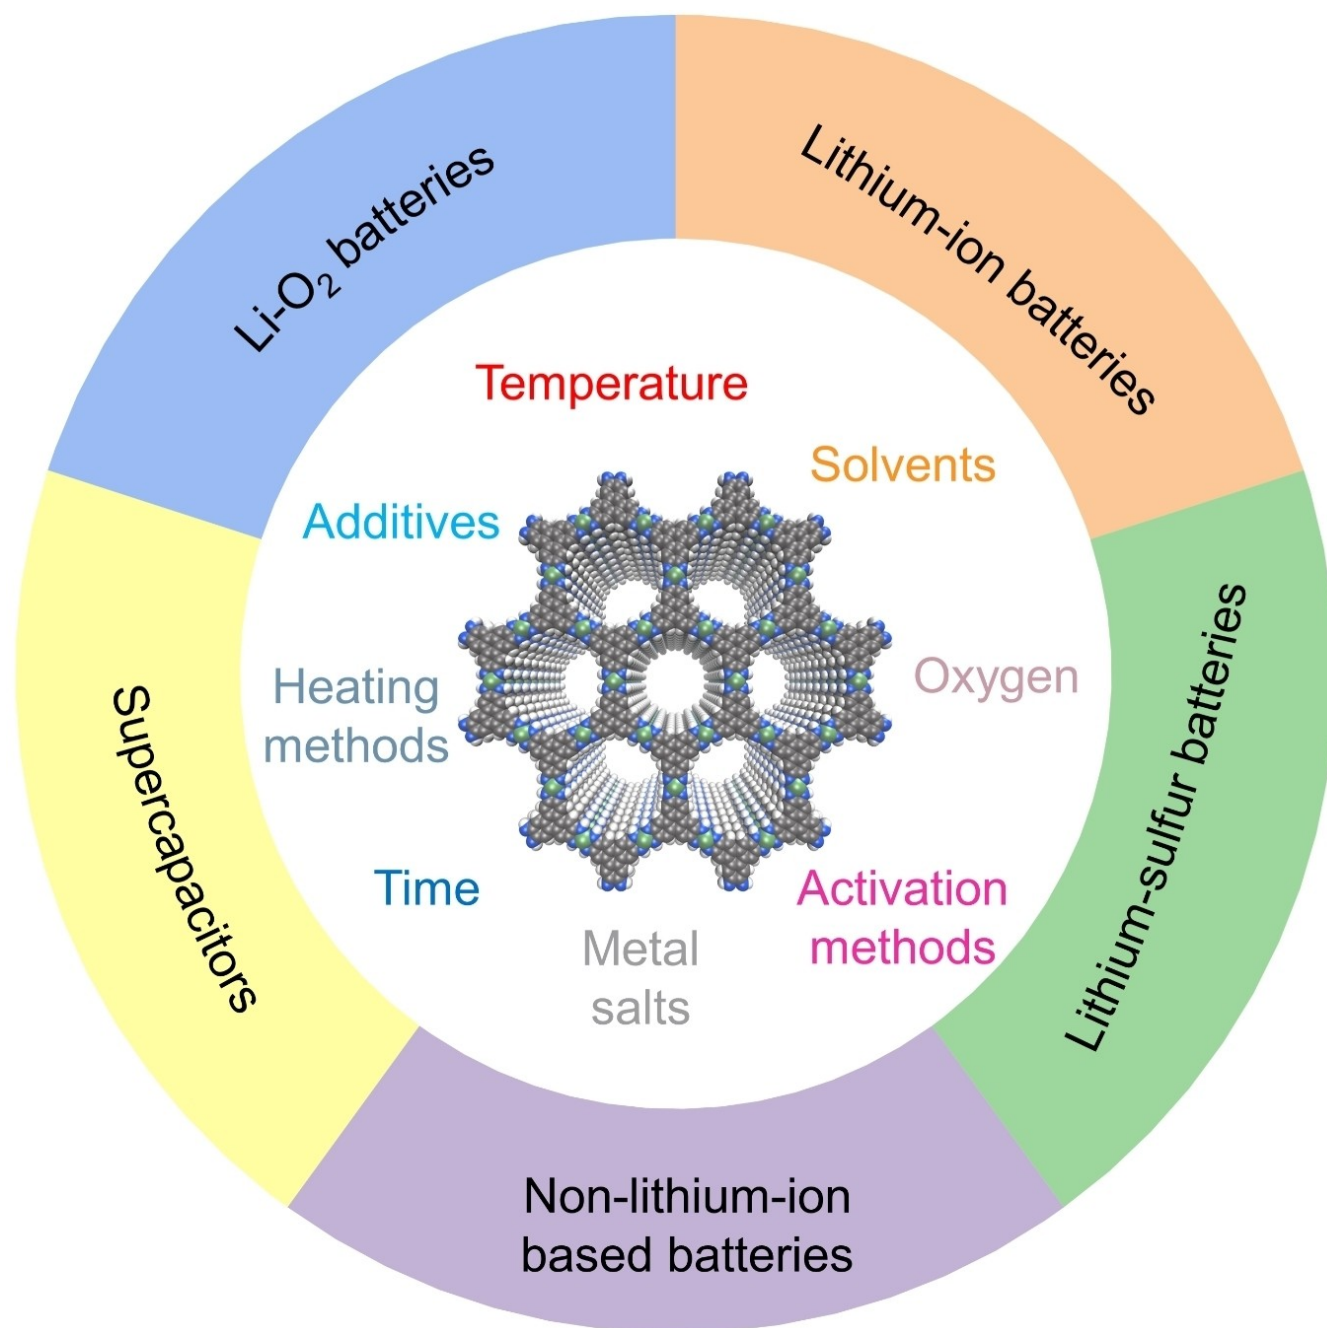 Li-O₂ batteries
Lithium-ion batteries
Temperature
Solvents
Additives
Oxygen
Heating
methods
Lithium-sulfur batteries
Supercapacitors
Time
Activation
methods
Metal
salts
Non-lithium-ion
based batteries